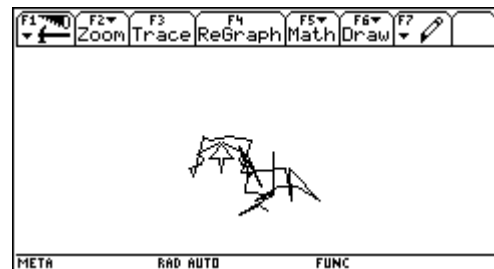 F1 F2 Zoom F3 Trace F4 ReGraph F5 Math F6 Draw F7
META RAD AUTO FUNC